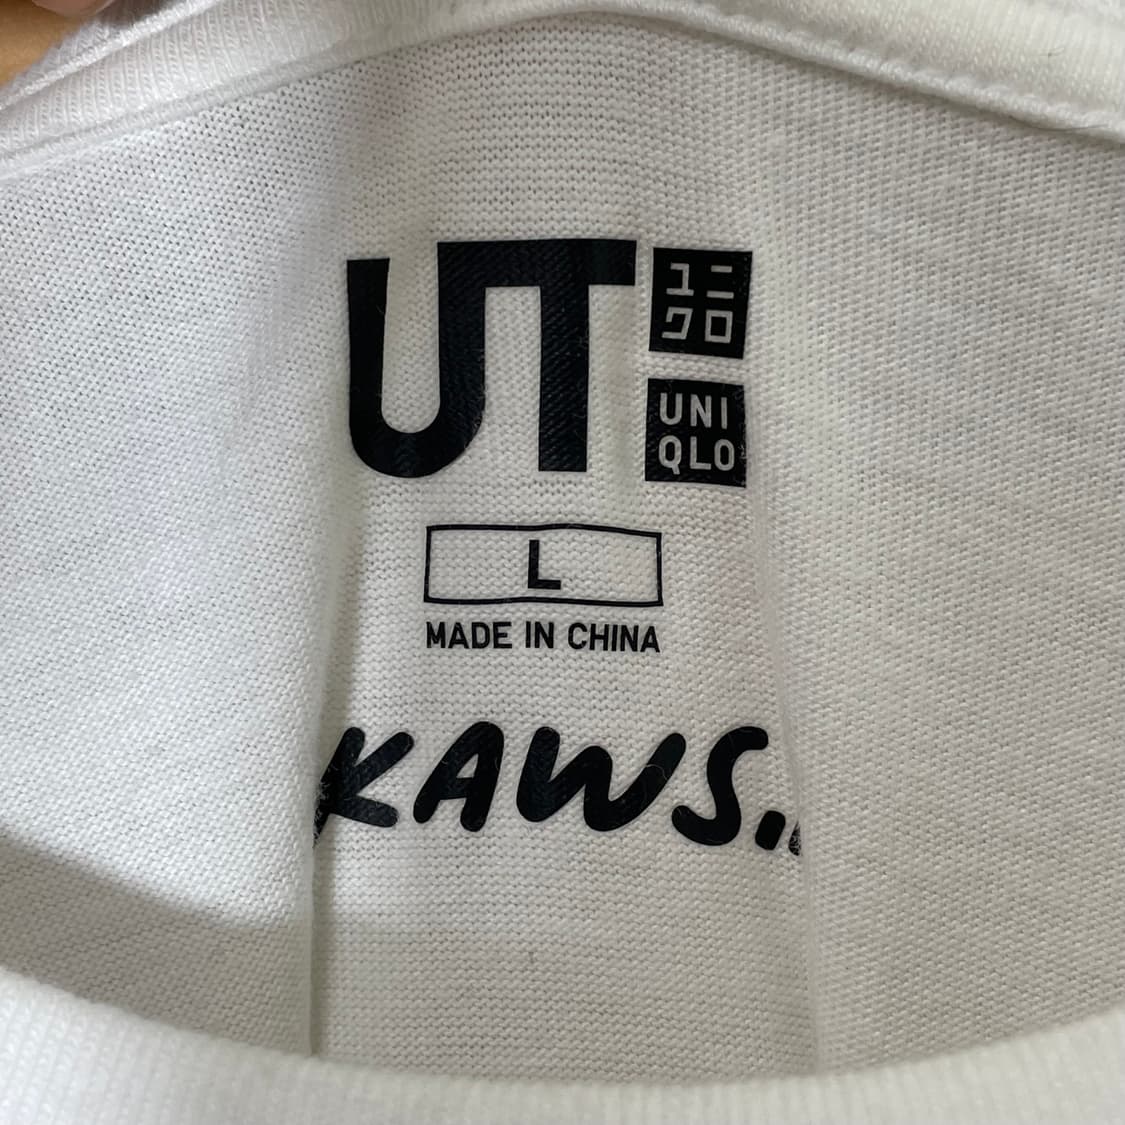 UT
ユニ
クロ
UNI
QLO
L
MADE IN CHINA
KAWS..